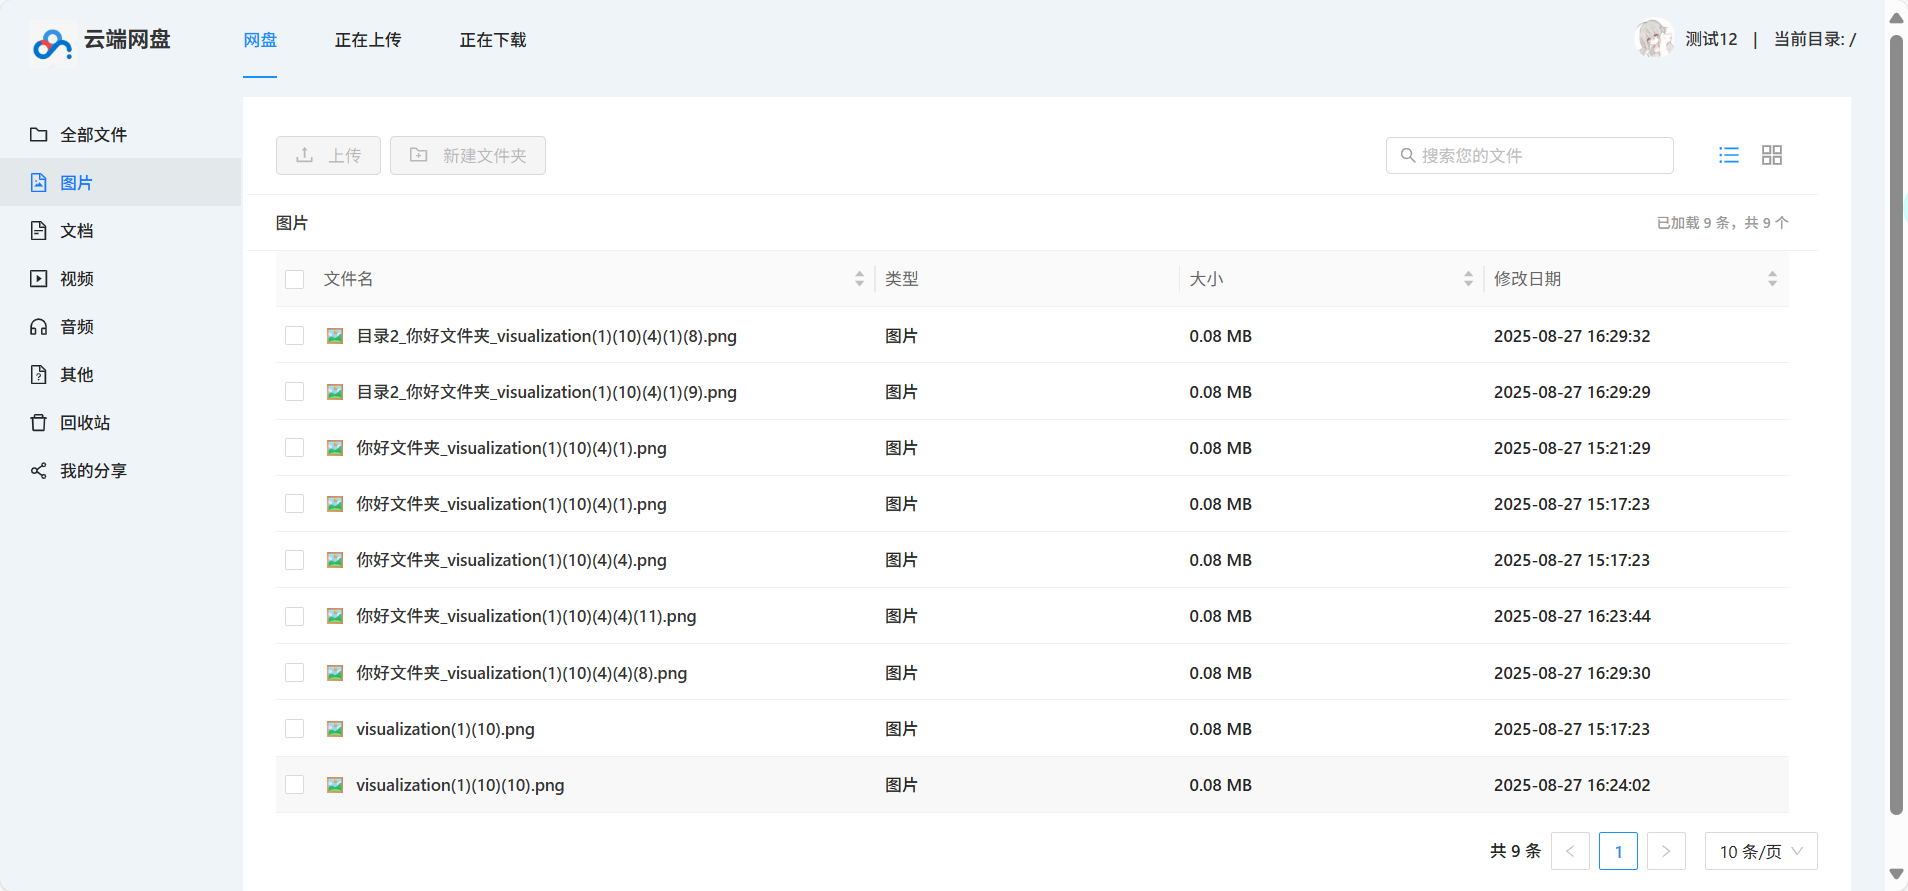 云端网盘
网盘 正在上传 正在下载
测试12 | 当前目录: /
全部文件
图片
文档
视频
音频
其他
回收站
我的分享
上传 新建文件夹
搜索您的文件
图片
已加载 9 条，共 9 个
文件名 类型 大小 修改日期
目录2_你好文件夹_visualization(1)(10)(4)(1)(8).png 图片 0.08 MB 2025-08-27 16:29:32
目录2_你好文件夹_visualization(1)(10)(4)(1)(9).png 图片 0.08 MB 2025-08-27 16:29:29
你好文件夹_visualization(1)(10)(4)(1).png 图片 0.08 MB 2025-08-27 15:21:29
你好文件夹_visualization(1)(10)(4)(1).png 图片 0.08 MB 2025-08-27 15:17:23
你好文件夹_visualization(1)(10)(4)(4).png 图片 0.08 MB 2025-08-27 15:17:23
你好文件夹_visualization(1)(10)(4)(4)(11).png 图片 0.08 MB 2025-08-27 16:23:44
你好文件夹_visualization(1)(10)(4)(4)(8).png 图片 0.08 MB 2025-08-27 16:29:30
visualization(1)(10).png 图片 0.08 MB 2025-08-27 15:17:23
visualization(1)(10)(10).png 图片 0.08 MB 2025-08-27 16:24:02
共 9 条 < 1 > 10 条/页